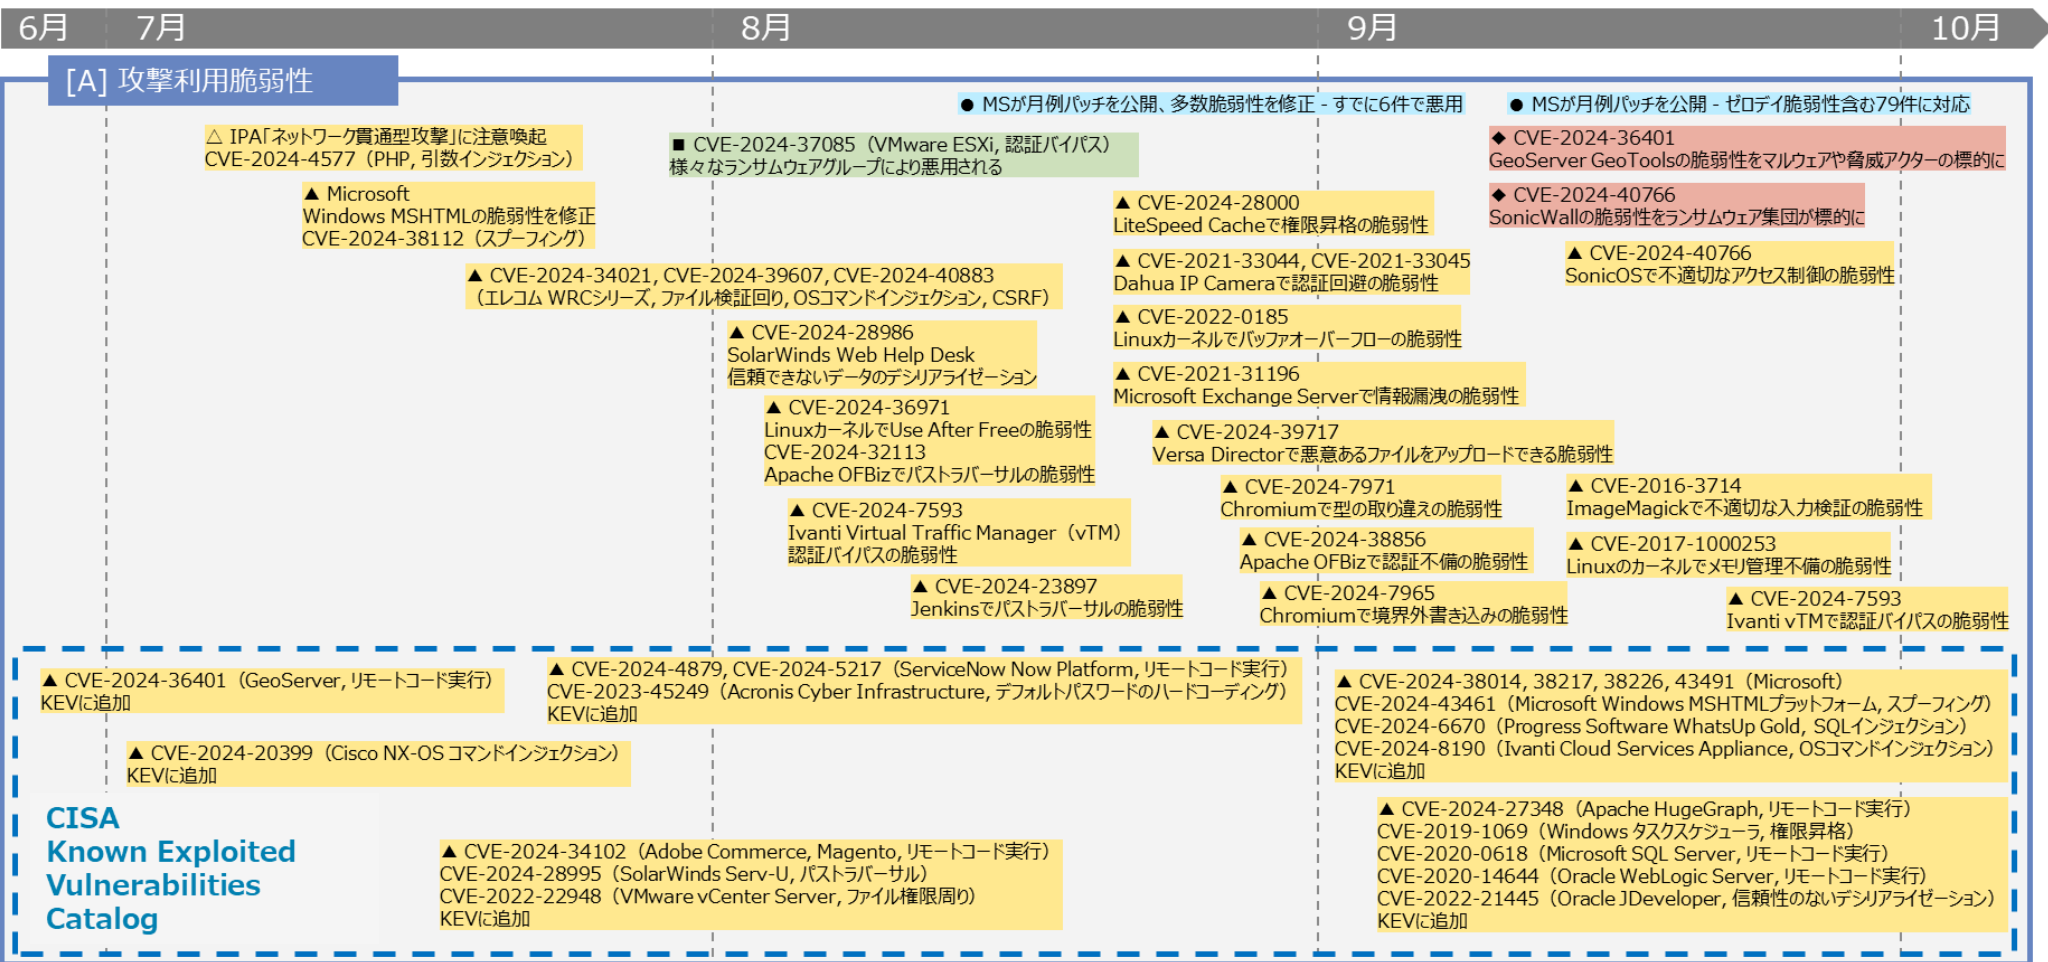 6月
7月
8月
9月
10月
[A] 攻撃利用脆弱性
● MSが月例パッチを公開、多数脆弱性を修正 - すでに6件で悪用
● MSが月例パッチを公開 - ゼロデイ脆弱性含む79件に対応
△ IPA「ネットワーク貫通型攻撃」に注意喚起
CVE-2024-4577（PHP, 引数インジェクション）
▲ Microsoft
Windows MSHTMLの脆弱性を修正
CVE-2024-38112（スプーフィング）
■ CVE-2024-37085（VMware ESXi, 認証バイパス）
様々なランサムウェアグループにより悪用される
◆ CVE-2024-36401
GeoServer GeoToolsの脆弱性をマルウェアや脅威アクターの標的に
◆ CVE-2024-40766
SonicWallの脆弱性をランサムウェア集団が標的に
▲ CVE-2024-34021, CVE-2024-39607, CVE-2024-40883
（エレコム WRCシリーズ, ファイル検証回り, OSコマンドインジェクション, CSRF）
▲ CVE-2024-28986
SolarWinds Web Help Desk
信頼できないデータのデシリアライゼーション
▲ CVE-2024-36971
LinuxカーネルでUse After Freeの脆弱性
CVE-2024-32113
Apache OFBizでパストラバーサルの脆弱性
▲ CVE-2024-7593
Ivanti Virtual Traffic Manager（vTM）
認証バイパスの脆弱性
▲ CVE-2024-23897
Jenkinsでパストラバーサルの脆弱性
▲ CVE-2024-28000
LiteSpeed Cacheで権限昇格の脆弱性
▲ CVE-2021-33044, CVE-2021-33045
Dahua IP Cameraで認証回避の脆弱性
▲ CVE-2022-0185
Linuxカーネルでバッファオーバーフローの脆弱性
▲ CVE-2021-31196
Microsoft Exchange Serverで情報漏洩の脆弱性
▲ CVE-2024-39717
Versa Directorで悪意あるファイルをアップロードできる脆弱性
▲ CVE-2024-7971
Chromiumで型の取り違えの脆弱性
▲ CVE-2024-38856
Apache OFBizで認証不備の脆弱性
▲ CVE-2024-7965
Chromiumで境界外書き込みの脆弱性
▲ CVE-2024-40766
SonicOSで不適切なアクセス制御の脆弱性
▲ CVE-2016-3714
ImageMagickで不適切な入力検証の脆弱性
▲ CVE-2017-1000253
Linuxのカーネルでメモリ管理不備の脆弱性
▲ CVE-2024-7593
Ivanti vTMで認証バイパスの脆弱性
▲ CVE-2024-36401（GeoServer, リモートコード実行）
KEVに追加
▲ CVE-2024-20399（Cisco NX-OS コマンドインジェクション）
KEVに追加
▲ CVE-2024-4879, CVE-2024-5217（ServiceNow Now Platform, リモートコード実行）
CVE-2023-45249（Acronis Cyber Infrastructure, デフォルトパスワードのハードコーディング）
KEVに追加
▲ CVE-2024-34102（Adobe Commerce, Magento, リモートコード実行）
CVE-2024-28995（SolarWinds Serv-U, パストラバーサル）
CVE-2022-22948（VMware vCenter Server, ファイル権限周り）
KEVに追加
▲ CVE-2024-38014, 38217, 38226, 43491（Microsoft）
CVE-2024-43461（Microsoft Windows MSHTMLプラットフォーム, スプーフィング）
CVE-2024-6670（Progress Software WhatsUp Gold, SQLインジェクション）
CVE-2024-8190（Ivanti Cloud Services Appliance, OSコマンドインジェクション）
KEVに追加
▲ CVE-2024-27348（Apache HugeGraph, リモートコード実行）
CVE-2019-1069（Windows タスクスケジューラ, 権限昇格）
CVE-2020-0618（Microsoft SQL Server, リモートコード実行）
CVE-2020-14644（Oracle WebLogic Server, リモートコード実行）
CVE-2022-21445（Oracle JDeveloper, 信頼性のないデシリアライゼーション）
KEVに追加
CISA
Known Exploited
Vulnerabilities
Catalog